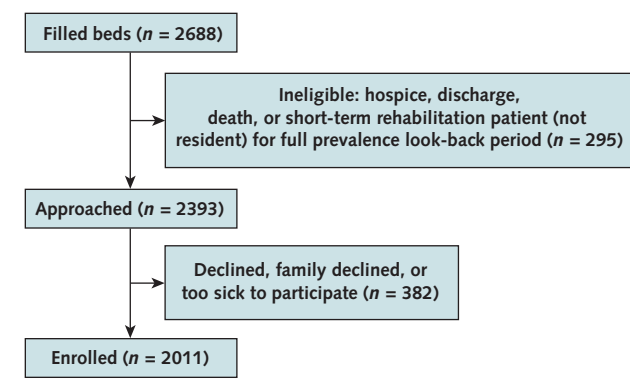 Filled beds (n = 2688)
Ineligible: hospice, discharge,
death, or short-term rehabilitation patient (not
resident) for full prevalence look-back period (n = 295)
Approached (n = 2393)
Declined, family declined, or
too sick to participate (n = 382)
Enrolled (n = 2011)